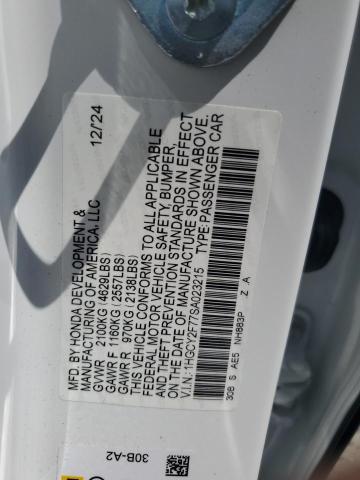 MFD. BY HONDA DEVELOPMENT & 12/24
MANUFACTURING OF AMERICA, LLC
GVWR 2100KG (4629LBS)
GAWR F 1160KG (2557LBS)
GAWR R 970KG (2138LBS)
THIS VEHICLE CONFORMS TO ALL APPLICABLE
FEDERAL MOTOR VEHICLE SAFETY, BUMPER,
AND THEFT PREVENTION STANDARDS IN EFFECT
ON THE DATE OF MANUFACTURE SHOWN ABOVE.
V.I.N.: 1HGCY2F77SA023215 TYPE: PASSENGER CAR
30B S AE5 NH883P Z A
30B-A2